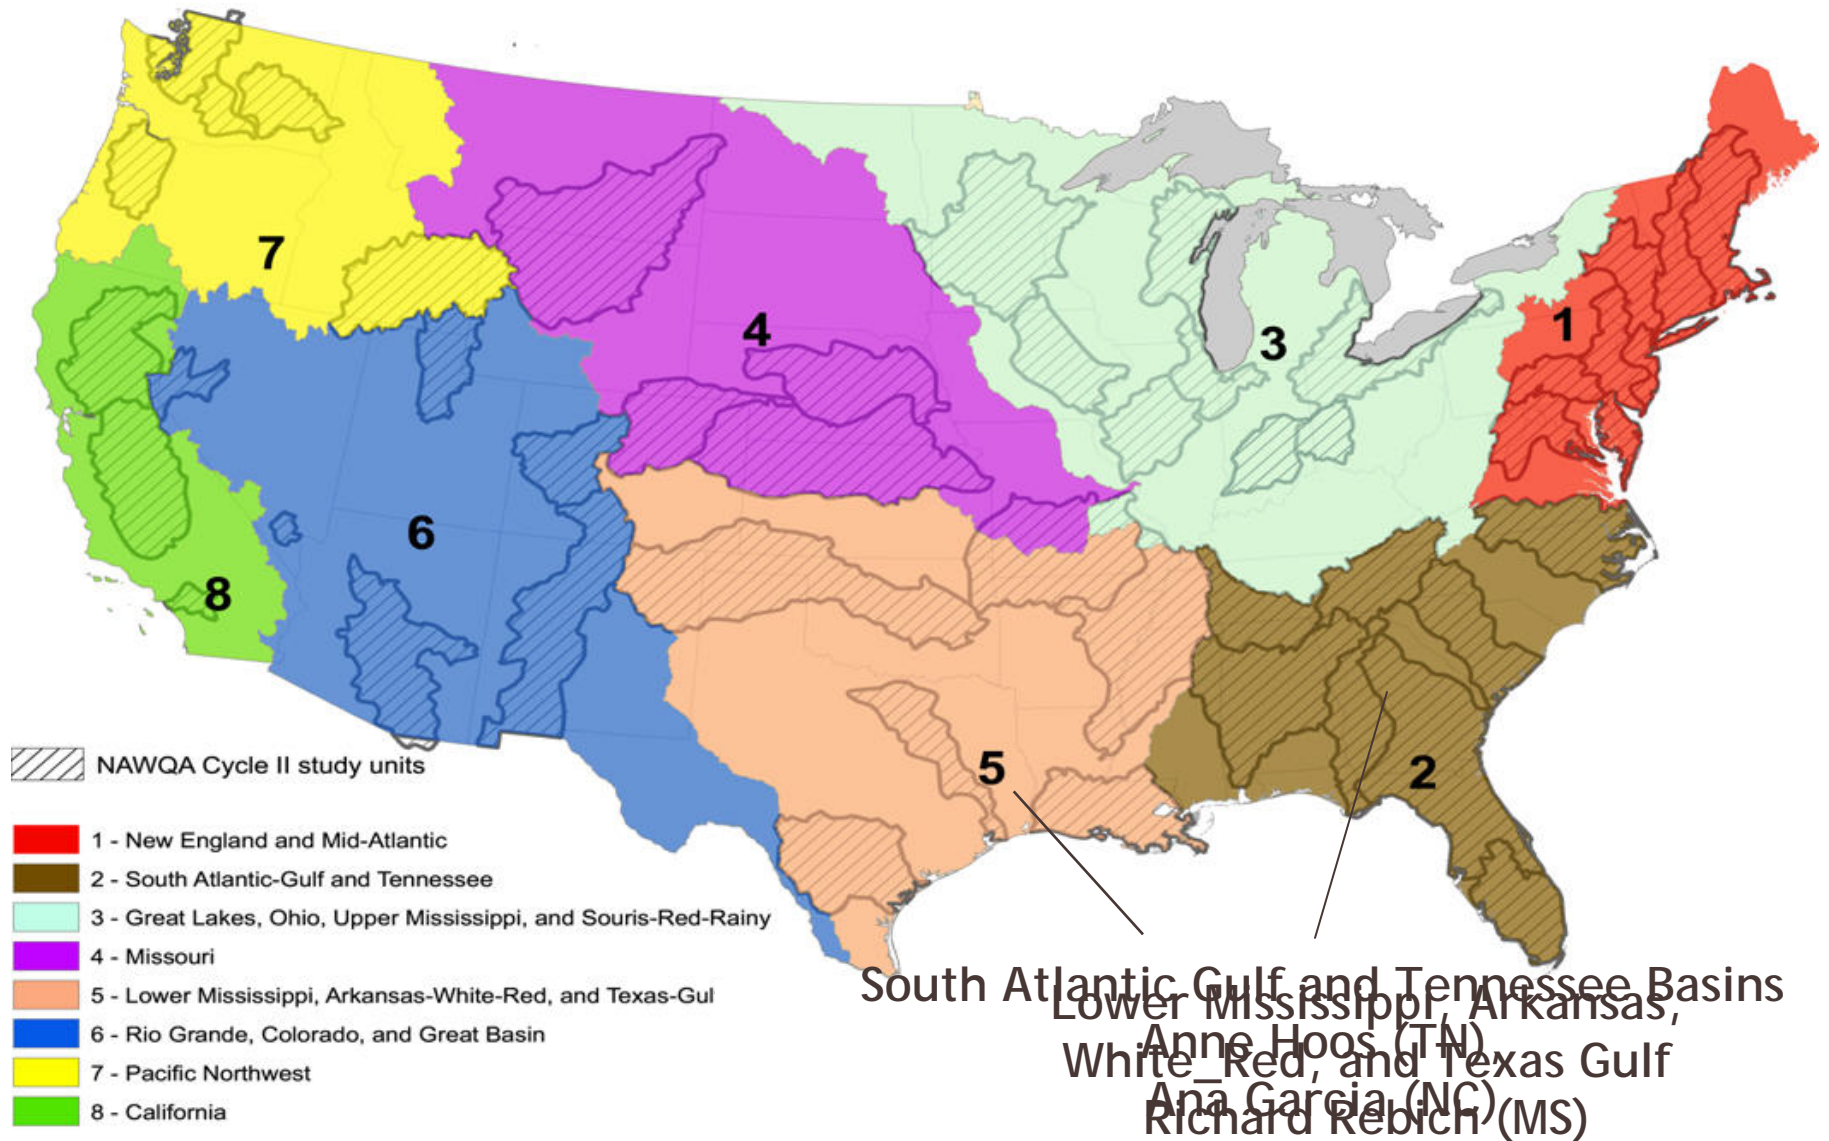 7
4
3
1
6
8
5
2
NAWQA Cycle II study units
1 - New England and Mid-Atlantic
2 - South Atlantic-Gulf and Tennessee
3 - Great Lakes, Ohio, Upper Mississippi, and Souris-Red-Rainy
4 - Missouri
5 - Lower Mississippi, Arkansas-White-Red, and Texas-Gul
6 - Rio Grande, Colorado, and Great Basin
7 - Pacific Northwest
8 - California
South Atlantic Gulf and Tennessee Basins
Anne Hoos (TN),
Ana Garcia (NC)
Lower Mississippi, Arkansas,
White_Red, and Texas Gulf
Richard Rebich (MS)